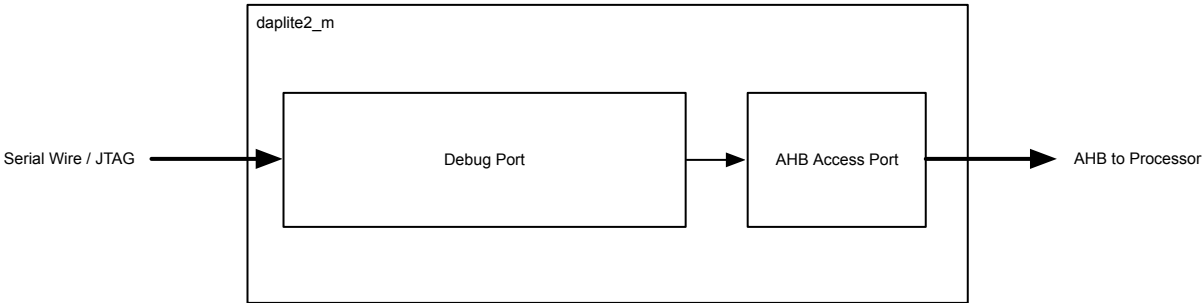 daplite2_m
Serial Wire / JTAG
Debug Port
AHB Access Port
AHB to Processor